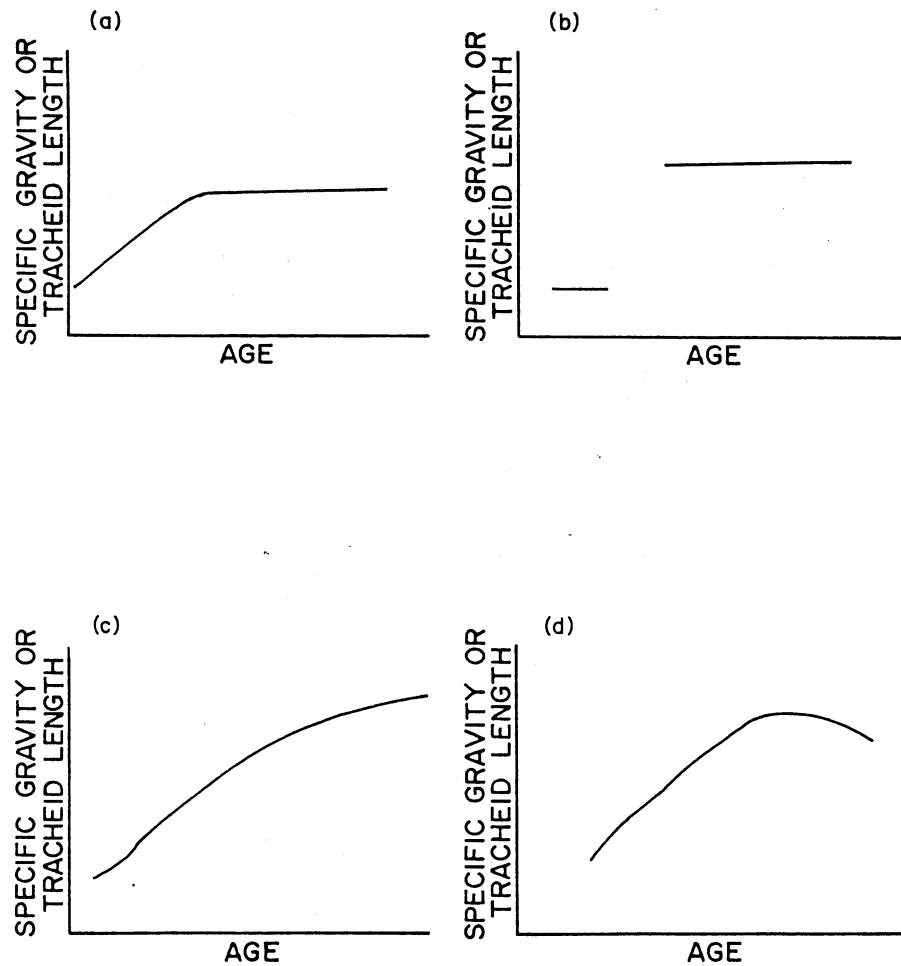 (a)
SPECIFIC GRAVITY OR
TRACHEID LENGTH
AGE
(b)
SPECIFIC GRAVITY OR
TRACHEID LENGTH
AGE
(c)
SPECIFIC GRAVITY OR
TRACHEID LENGTH
AGE
(d)
SPECIFIC GRAVITY OR
TRACHEID LENGTH
AGE